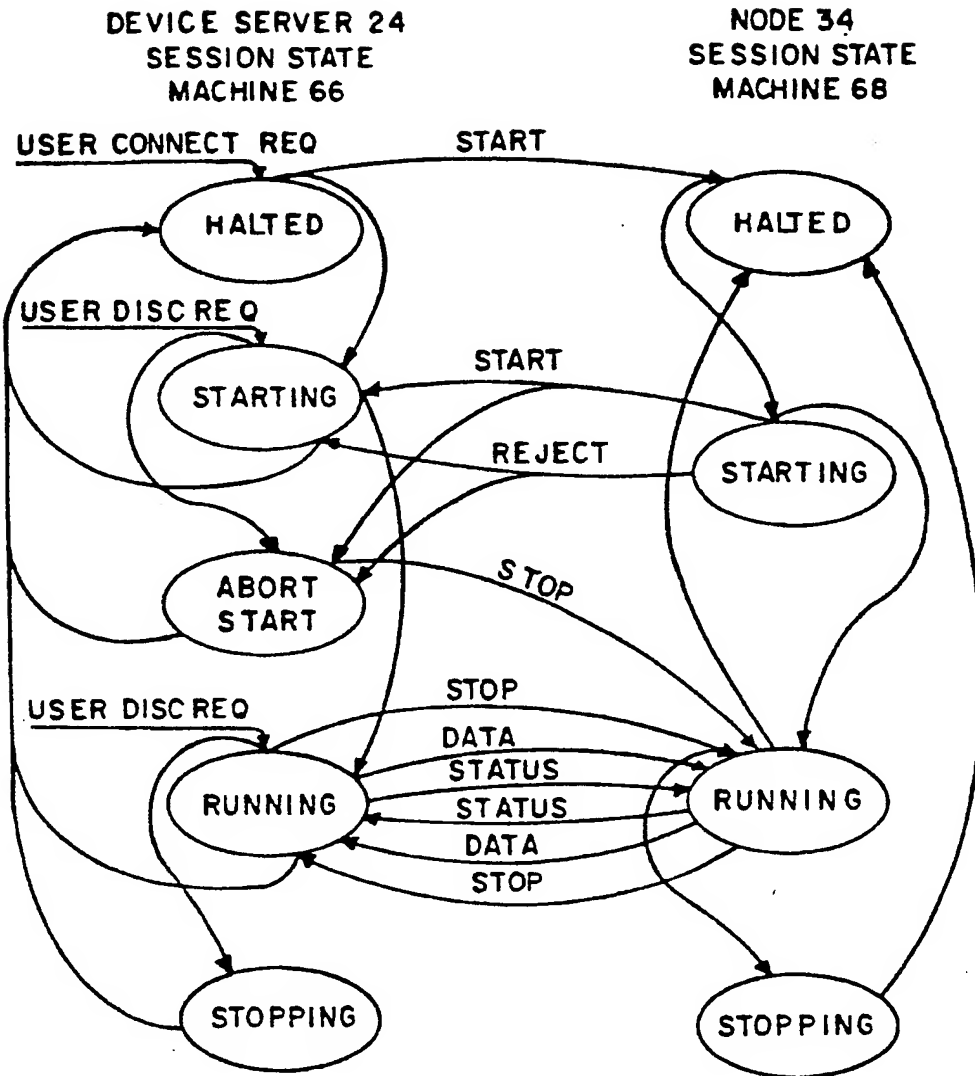 DEVICE SERVER 24
SESSION STATE
MACHINE 66
NODE 34
SESSION STATE
MACHINE 68
USER CONNECT REQ
START
HALTED
HALTED
USER DISC REQ
START
STARTING
REJECT
STARTING
ABORT
START
STOP
USER DISC REQ
STOP
DATA
STATUS
RUNNING
RUNNING
STATUS
DATA
STOP
STOPPING
STOPPING